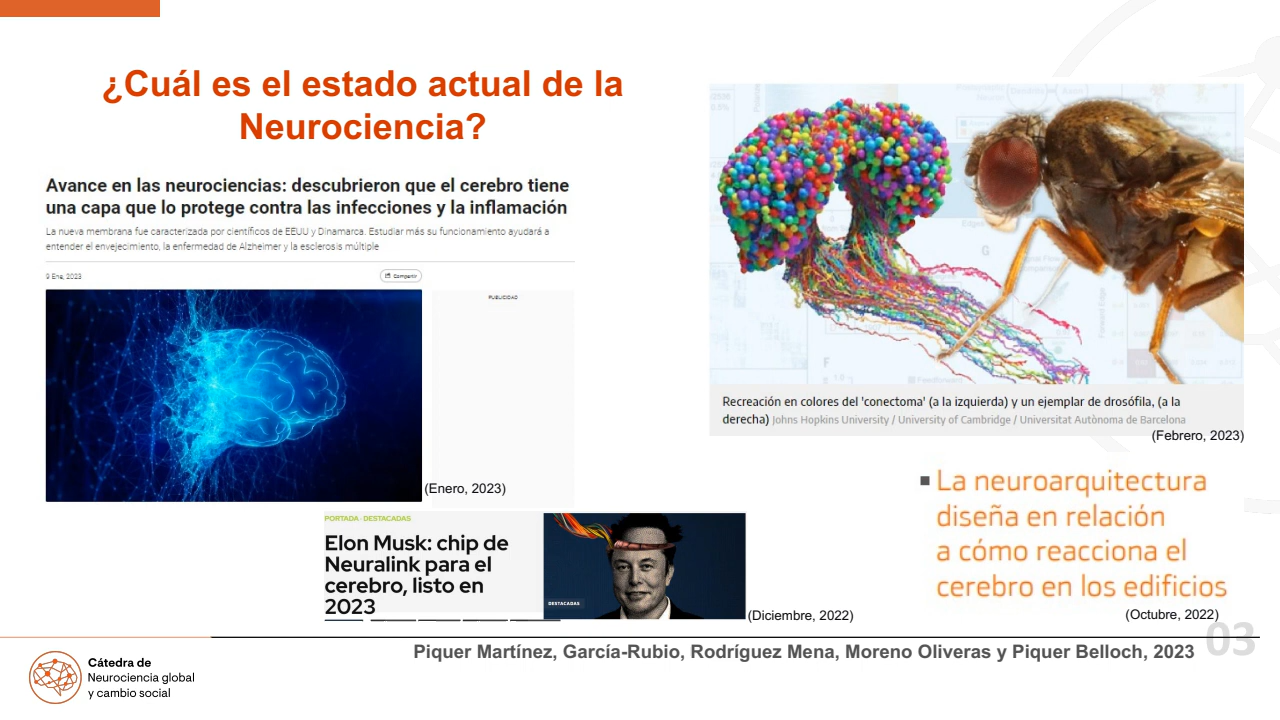 ¿Cuál es el estado actual de la
Neurociencia?
Avance en las neurociencias: descubrieron que el cerebro tiene
una capa que lo protege contra las infecciones y la inflamación
La nueva membrana fue caracterizada por científicos de EEUU y Dinamarca. Estudiar más su funcionamiento ayudará a
entender el envejecimiento, la enfermedad de Alzheimer y la esclerosis múltiple
9 Ene, 2023
Compartir
PUBLICIDAD
(Enero, 2023)
G
F
Recreación en colores del 'conectoma' (a la izquierda) y un ejemplar de drosófila, (a la
derecha) Johns Hopkins University / University of Cambridge / Universitat Autònoma de Barcelona
(Febrero, 2023)
PORTADA· DESTACADAS
Elon Musk: chip de
Neuralink para el
cerebro, listo en
2023
DESTACADAS
(Diciembre, 2022)
▪ La neuroarquitectura
diseña en relación
a cómo reacciona el
cerebro en los edificios
(Octubre, 2022)
03
Piquer Martínez, García-Rubio, Rodríguez Mena, Moreno Oliveras y Piquer Belloch, 2023
Cátedra de
Neurociencia global
y cambio social